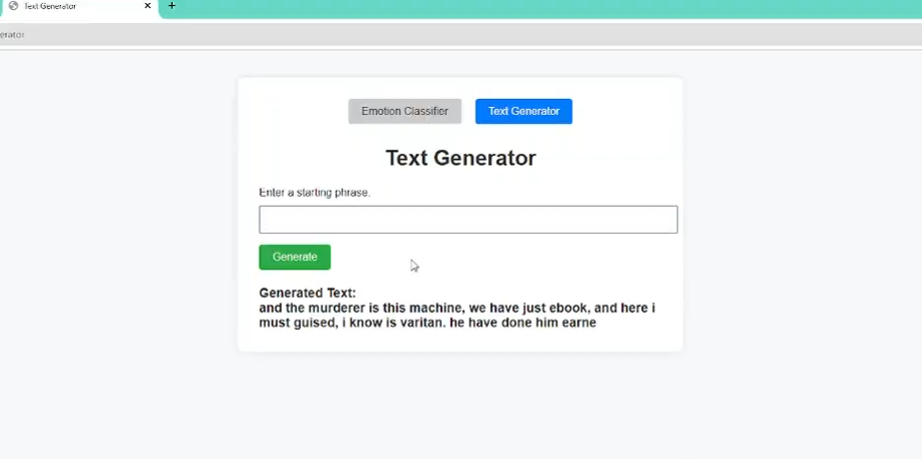 Text Generator
erator
Emotion Classifier
Text Generator
Text Generator
Enter a starting phrase.
Generate
Generated Text:
and the murderer is this machine, we have just ebook, and here i
must guised, i know is varitan. he have done him earne